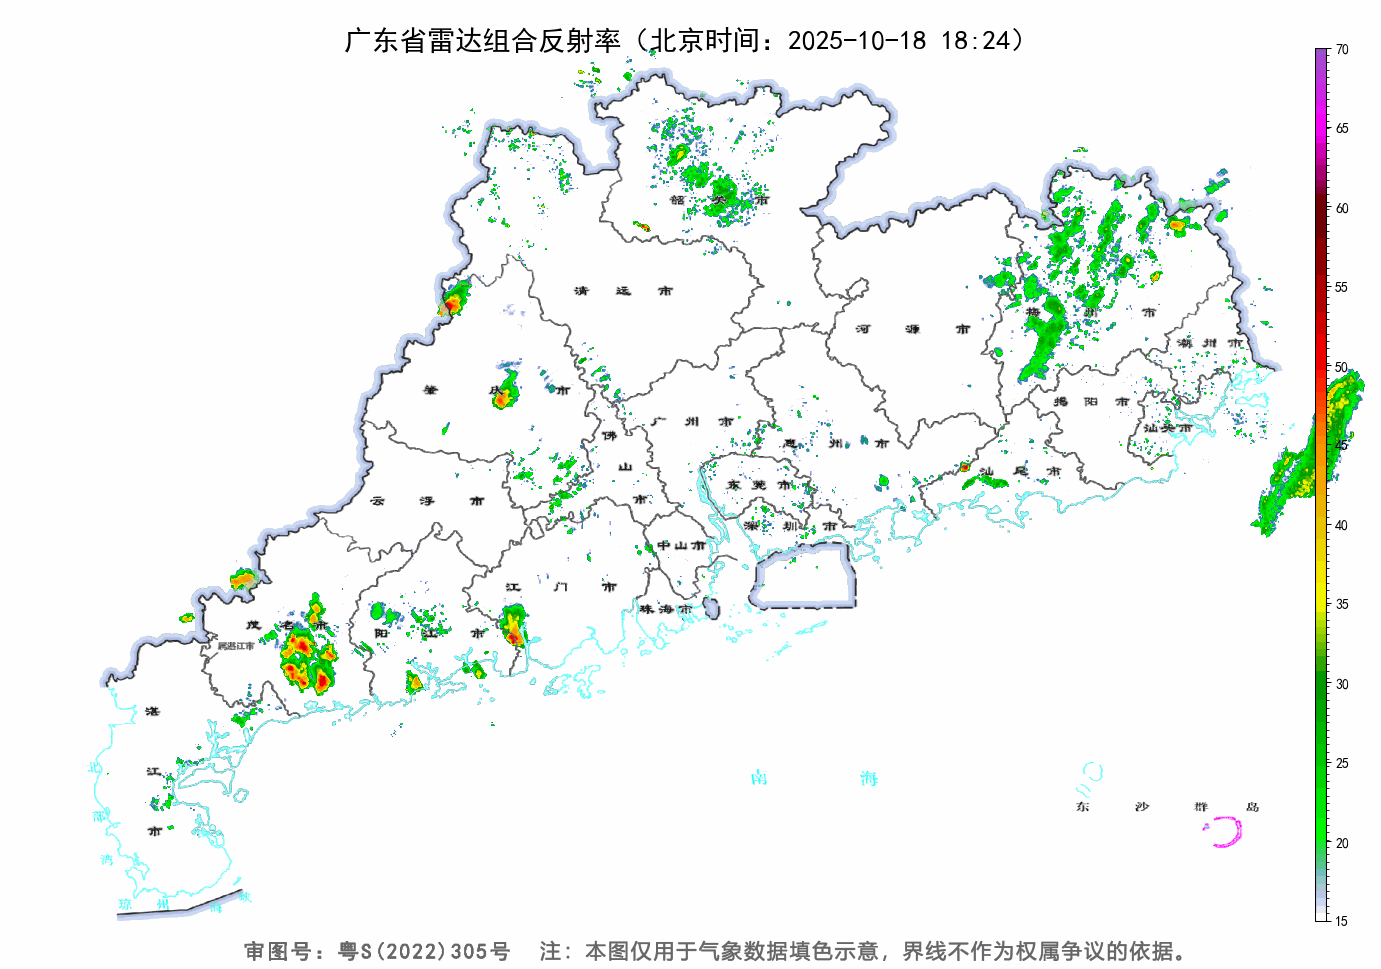 广东省雷达组合反射率（北京时间：2025-10-18 18:24）
70
65
60
55
50
45
40
35
30
25
20
15
韶关市
清远市
河源市
梅州市
潮州市
肇庆市
广州市
惠州市
揭阳市
汕头市
佛山市
云浮市
东莞市
汕尾市
深圳市
中山市
江门市
珠海市
茂名市
阳江市
属湛江市
湛江市
北部湾
南海
东沙群岛
琼州海峡
审图号：粤S(2022)305号 注：本图仅用于气象数据填色示意，界线不作为权属争议的依据。